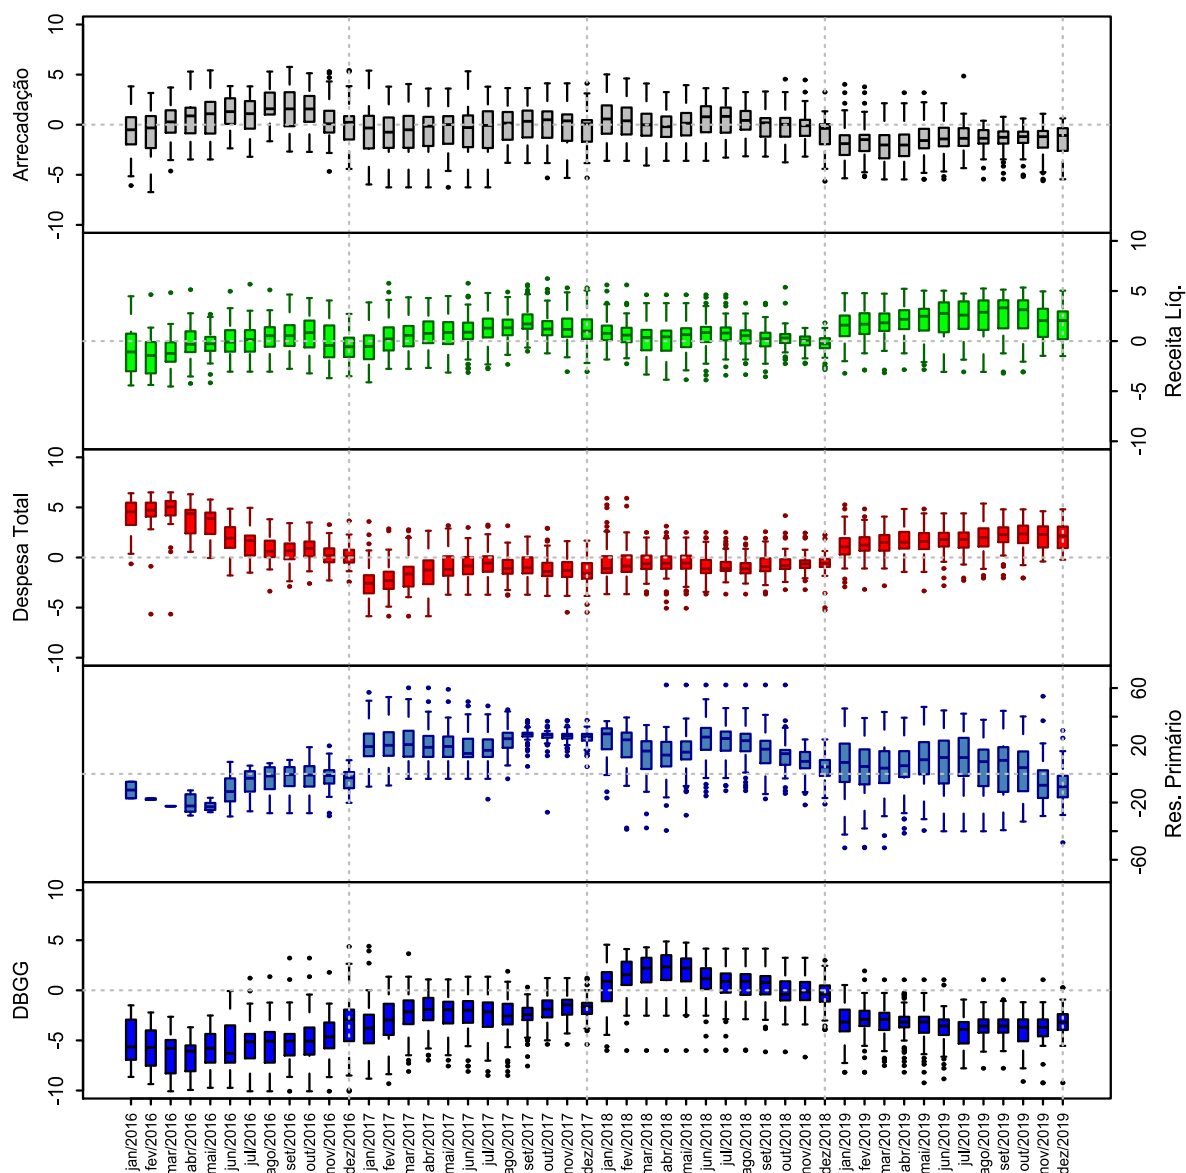 Arrecadação
10
5
0
-5
-10
Receita Líq.
10
5
0
-5
-10
Despesa Total
10
5
0
-5
-10
Res. Primário
60
20
-20
-60
DBGG
10
5
0
-5
-10
jan/2016
fev/2016
mar/2016
abr/2016
mai/2016
jun/2016
jul/2016
ago/2016
set/2016
out/2016
nov/2016
dez/2016
jan/2017
fev/2017
mar/2017
abr/2017
mai/2017
jun/2017
jul/2017
ago/2017
set/2017
out/2017
nov/2017
dez/2017
jan/2018
fev/2018
mar/2018
abr/2018
mai/2018
jun/2018
jul/2018
ago/2018
set/2018
out/2018
nov/2018
dez/2018
jan/2019
fev/2019
mar/2019
abr/2019
mai/2019
jun/2019
jul/2019
ago/2019
set/2019
out/2019
nov/2019
dez/2019